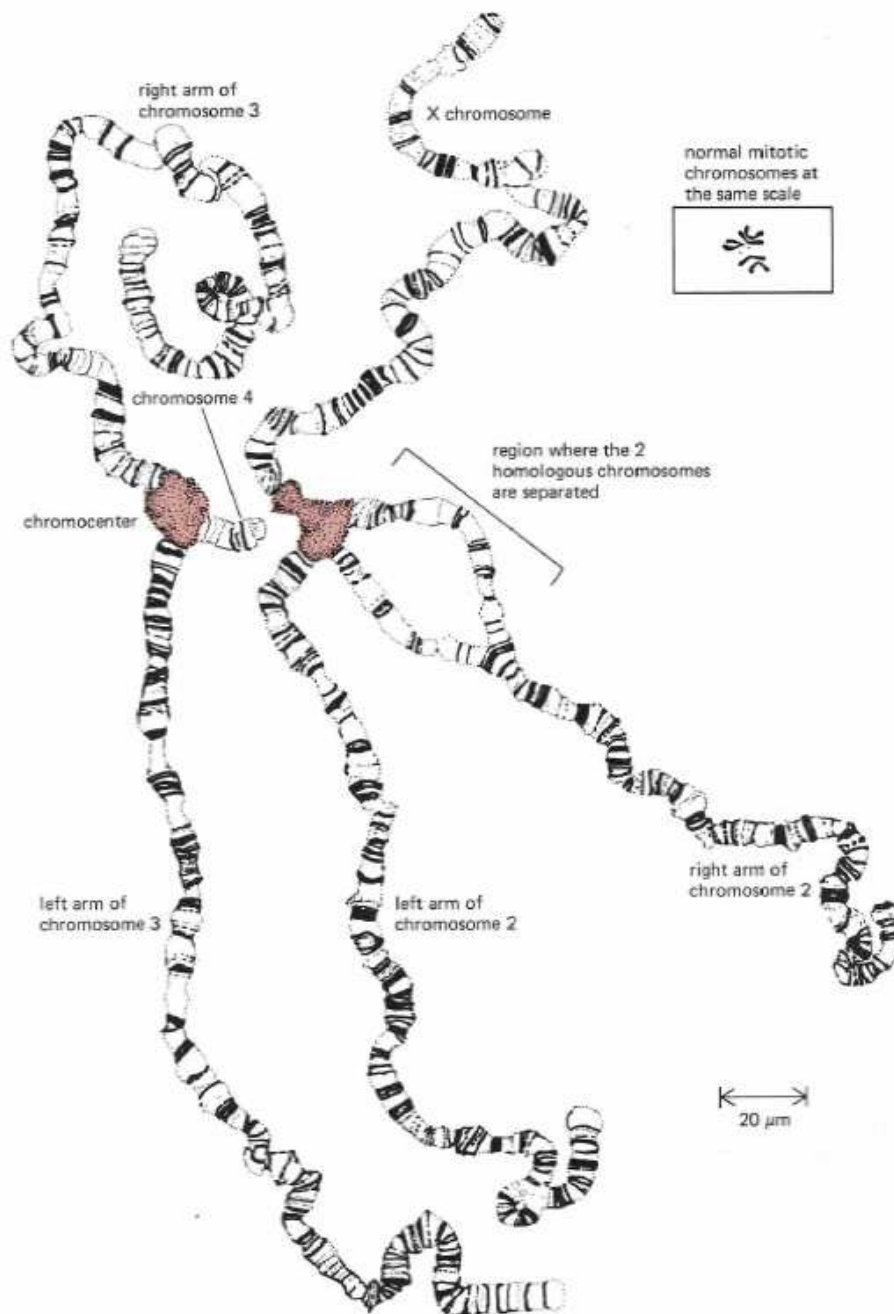 right arm of
chromosome 3
X chromosome
normal mitotic
chromosomes at
the same scale
chromosome 4
region where the 2
homologous chromosomes
are separated
chromocenter
left arm of
chromosome 3
left arm of
chromosome 2
right arm of
chromosome 2
20 µm